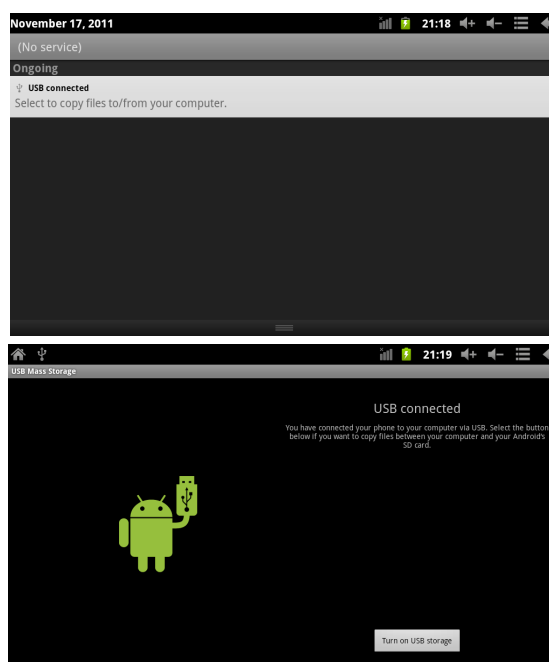 November 17, 2011 21:18
(No service)
Ongoing
USB connected
Select to copy files to/from your computer.
21:19
USB Mass Storage
USB connected
You have connected your phone to your computer via USB. Select the button
below if you want to copy files between your computer and your Android's
SD card.
Turn on USB storage